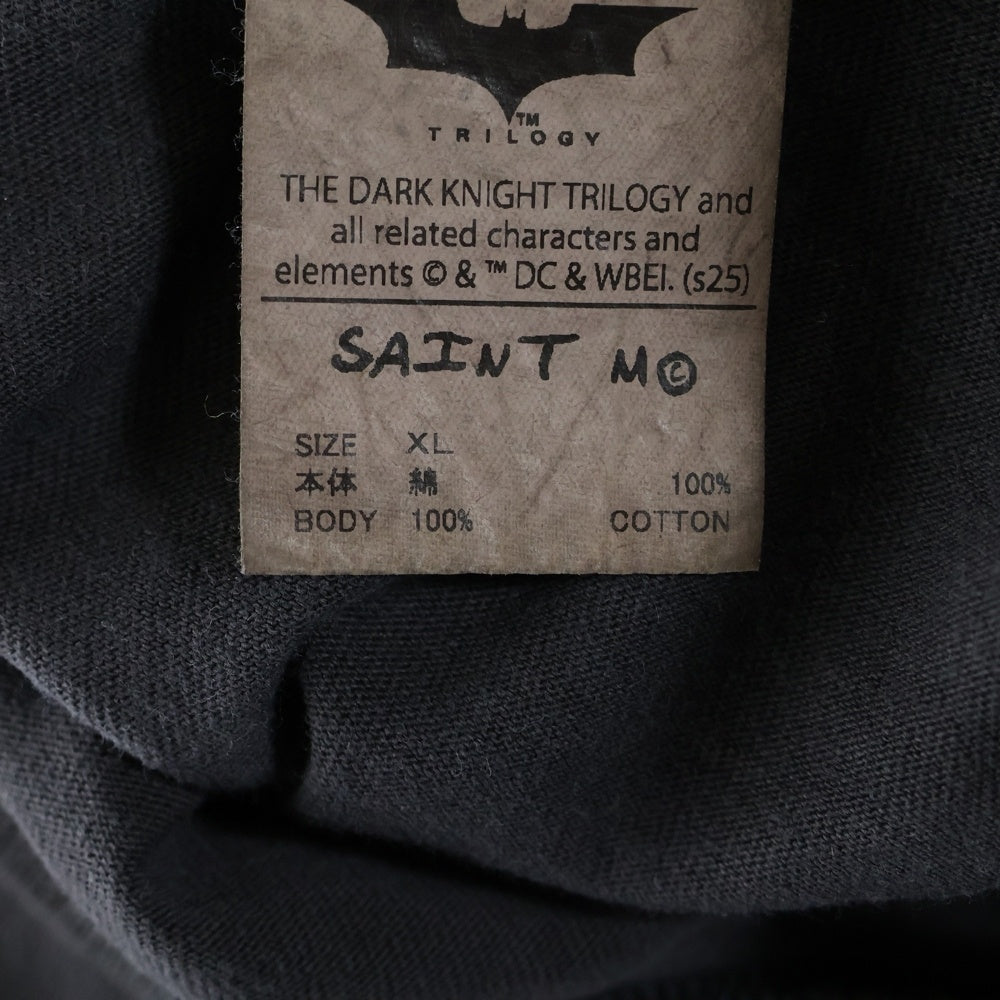 TM
TRILOGY
THE DARK KNIGHT TRILOGY and
all related characters and
elements © & ™ DC & WBEI. (s25)
SAINT M©
SIZE XL
本体 綿 100%
BODY 100% COTTON